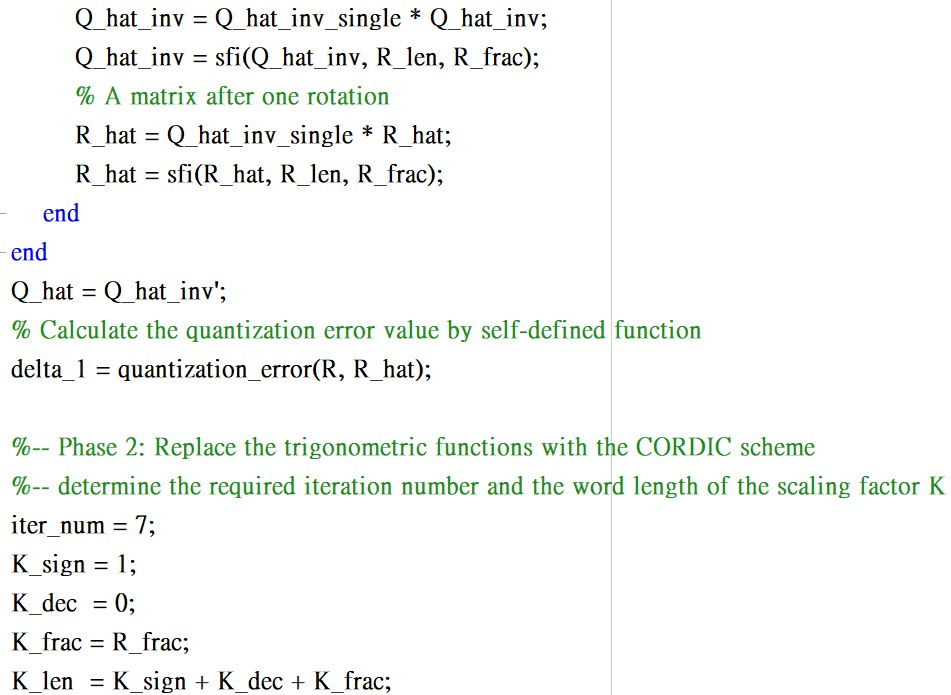 Q_hat_inv = Q_hat_inv_single * Q_hat_inv;
Q_hat_inv = sfi(Q_hat_inv, R_len, R_frac);
% A matrix after one rotation
R_hat = Q_hat_inv_single * R_hat;
R_hat = sfi(R_hat, R_len, R_frac);
end
end
Q_hat = Q_hat_inv';
% Calculate the quantization error value by self-defined function
delta_1 = quantization_error(R, R_hat);
%-- Phase 2: Replace the trigonometric functions with the CORDIC scheme
%-- determine the required iteration number and the word length of the scaling factor K
iter_num = 7;
K_sign = 1;
K_dec  = 0;
K_frac = R_frac;
K_len  = K_sign + K_dec + K_frac;